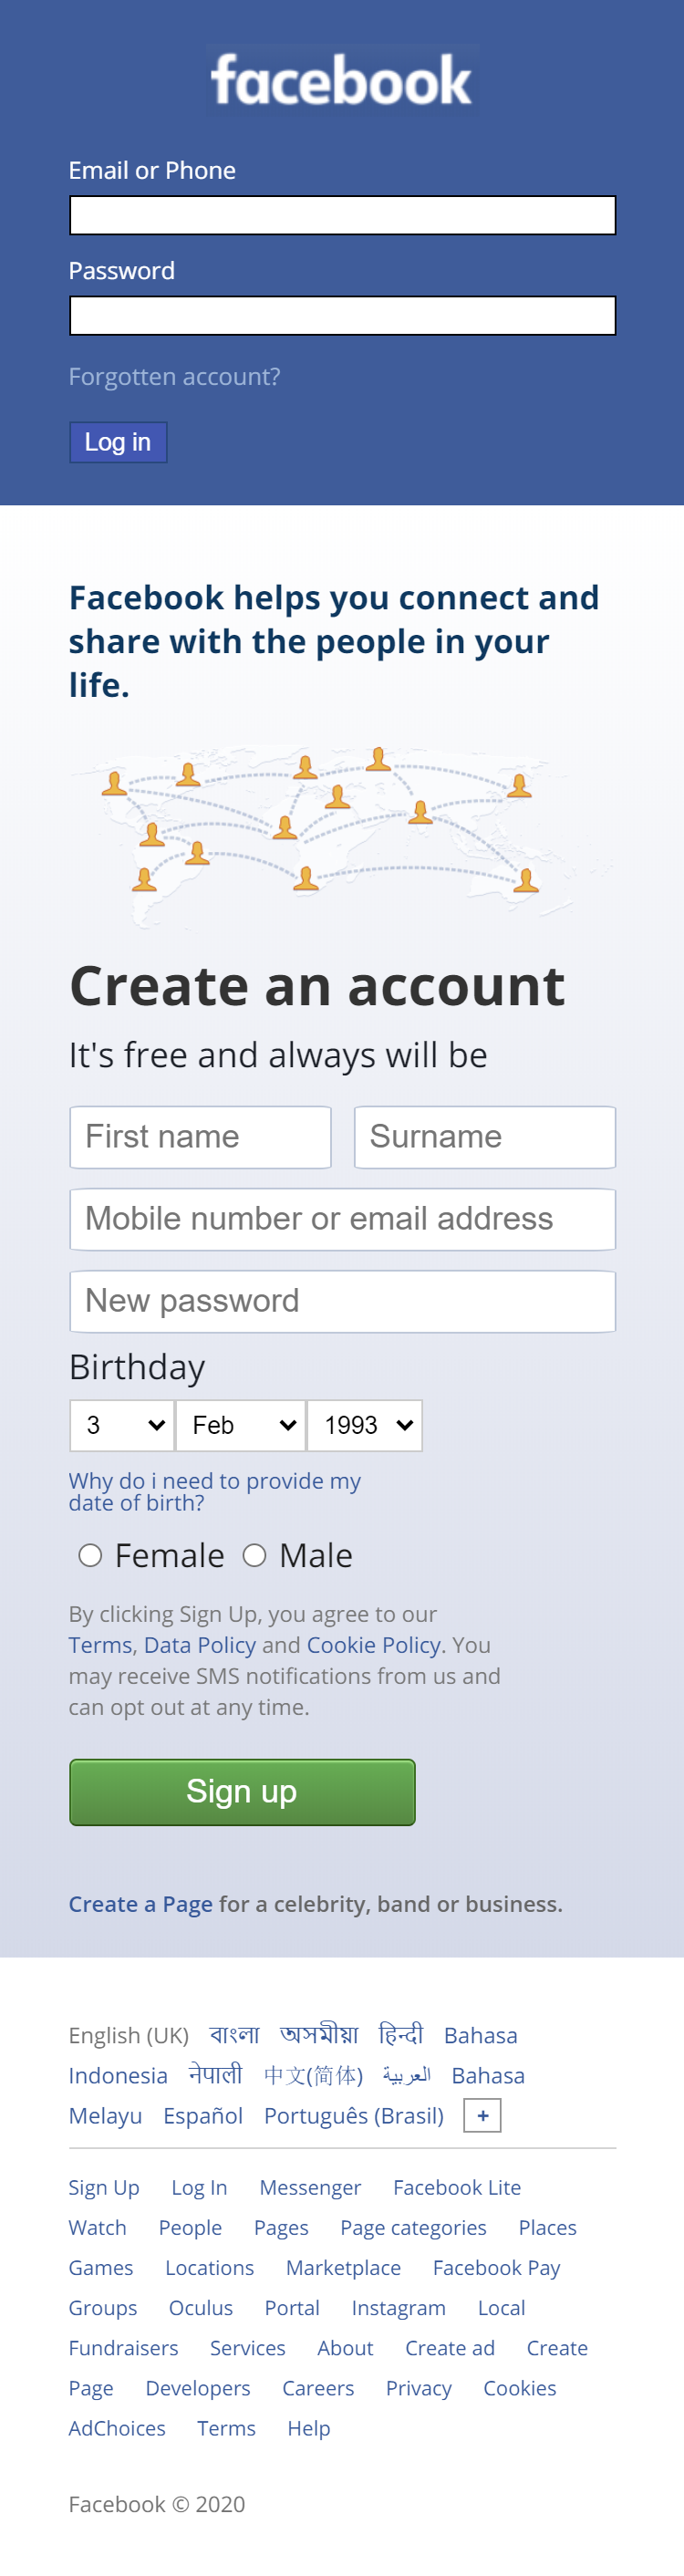 facebook
Email or Phone
Password
Forgotten account?
Log in
Facebook helps you connect and
share with the people in your
life.
Create an account
It's free and always will be
First name Surname
Mobile number or email address
New password
Birthday
3 Feb 1993
Why do i need to provide my
date of birth?
Female Male
By clicking Sign Up, you agree to our
Terms, Data Policy and Cookie Policy. You
may receive SMS notifications from us and
can opt out at any time.
Sign up
Create a Page for a celebrity, band or business.
English (UK) বাংলা অসমীয়া हिन्दी Bahasa
Indonesia नेपाली 中文(简体) العربية Bahasa
Melayu Español Português (Brasil) +
Sign Up Log In Messenger Facebook Lite
Watch People Pages Page categories Places
Games Locations Marketplace Facebook Pay
Groups Oculus Portal Instagram Local
Fundraisers Services About Create ad Create
Page Developers Careers Privacy Cookies
AdChoices Terms Help
Facebook © 2020